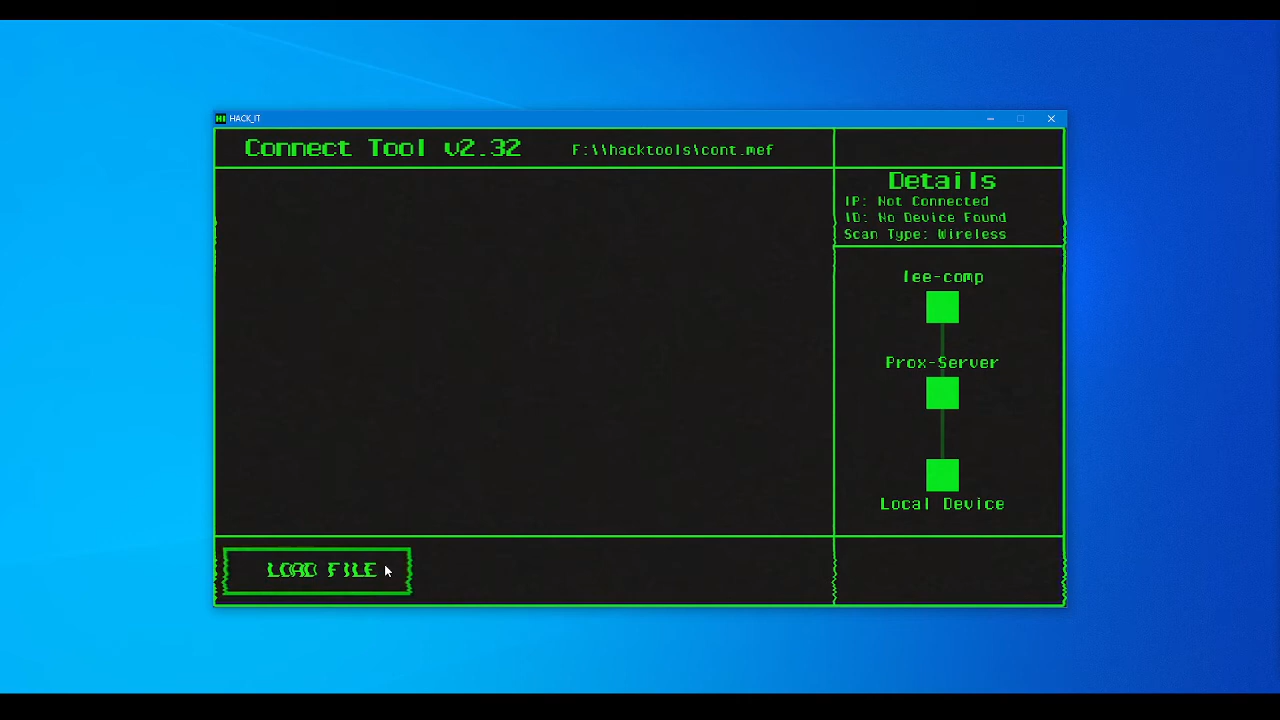 HACK_IT
Connect Tool v2.32 F:\\hacktools\cont.mef
Details
IP: Not Connected
ID: No Device Found
Scan Type: Wireless
lee-comp
Prox-Server
Local Device
LOAD FILE